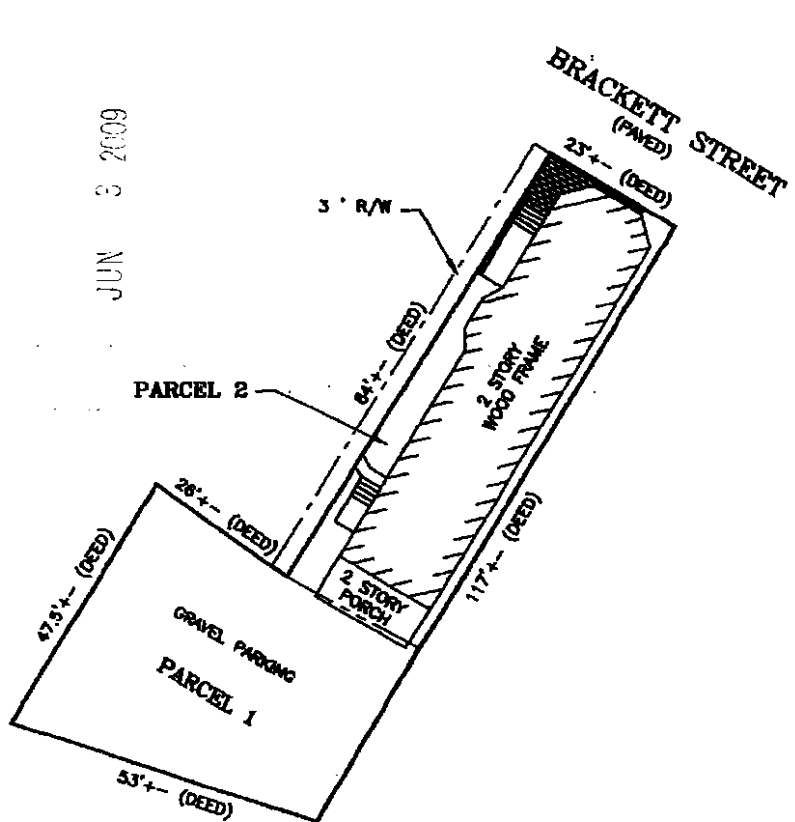 BRACKETT STREET
(PAVED)
23'+- (DEED)
JUN 3 2009
3 ' R/W
84'+- (DEED)
2 STORY
WOOD FRAME
PARCEL 2
26'+- (DEED)
117'+- (DEED)
2 STORY
PORCH
47.5'+- (DEED)
GRAVEL PARKING
PARCEL 1
53'+- (DEED)